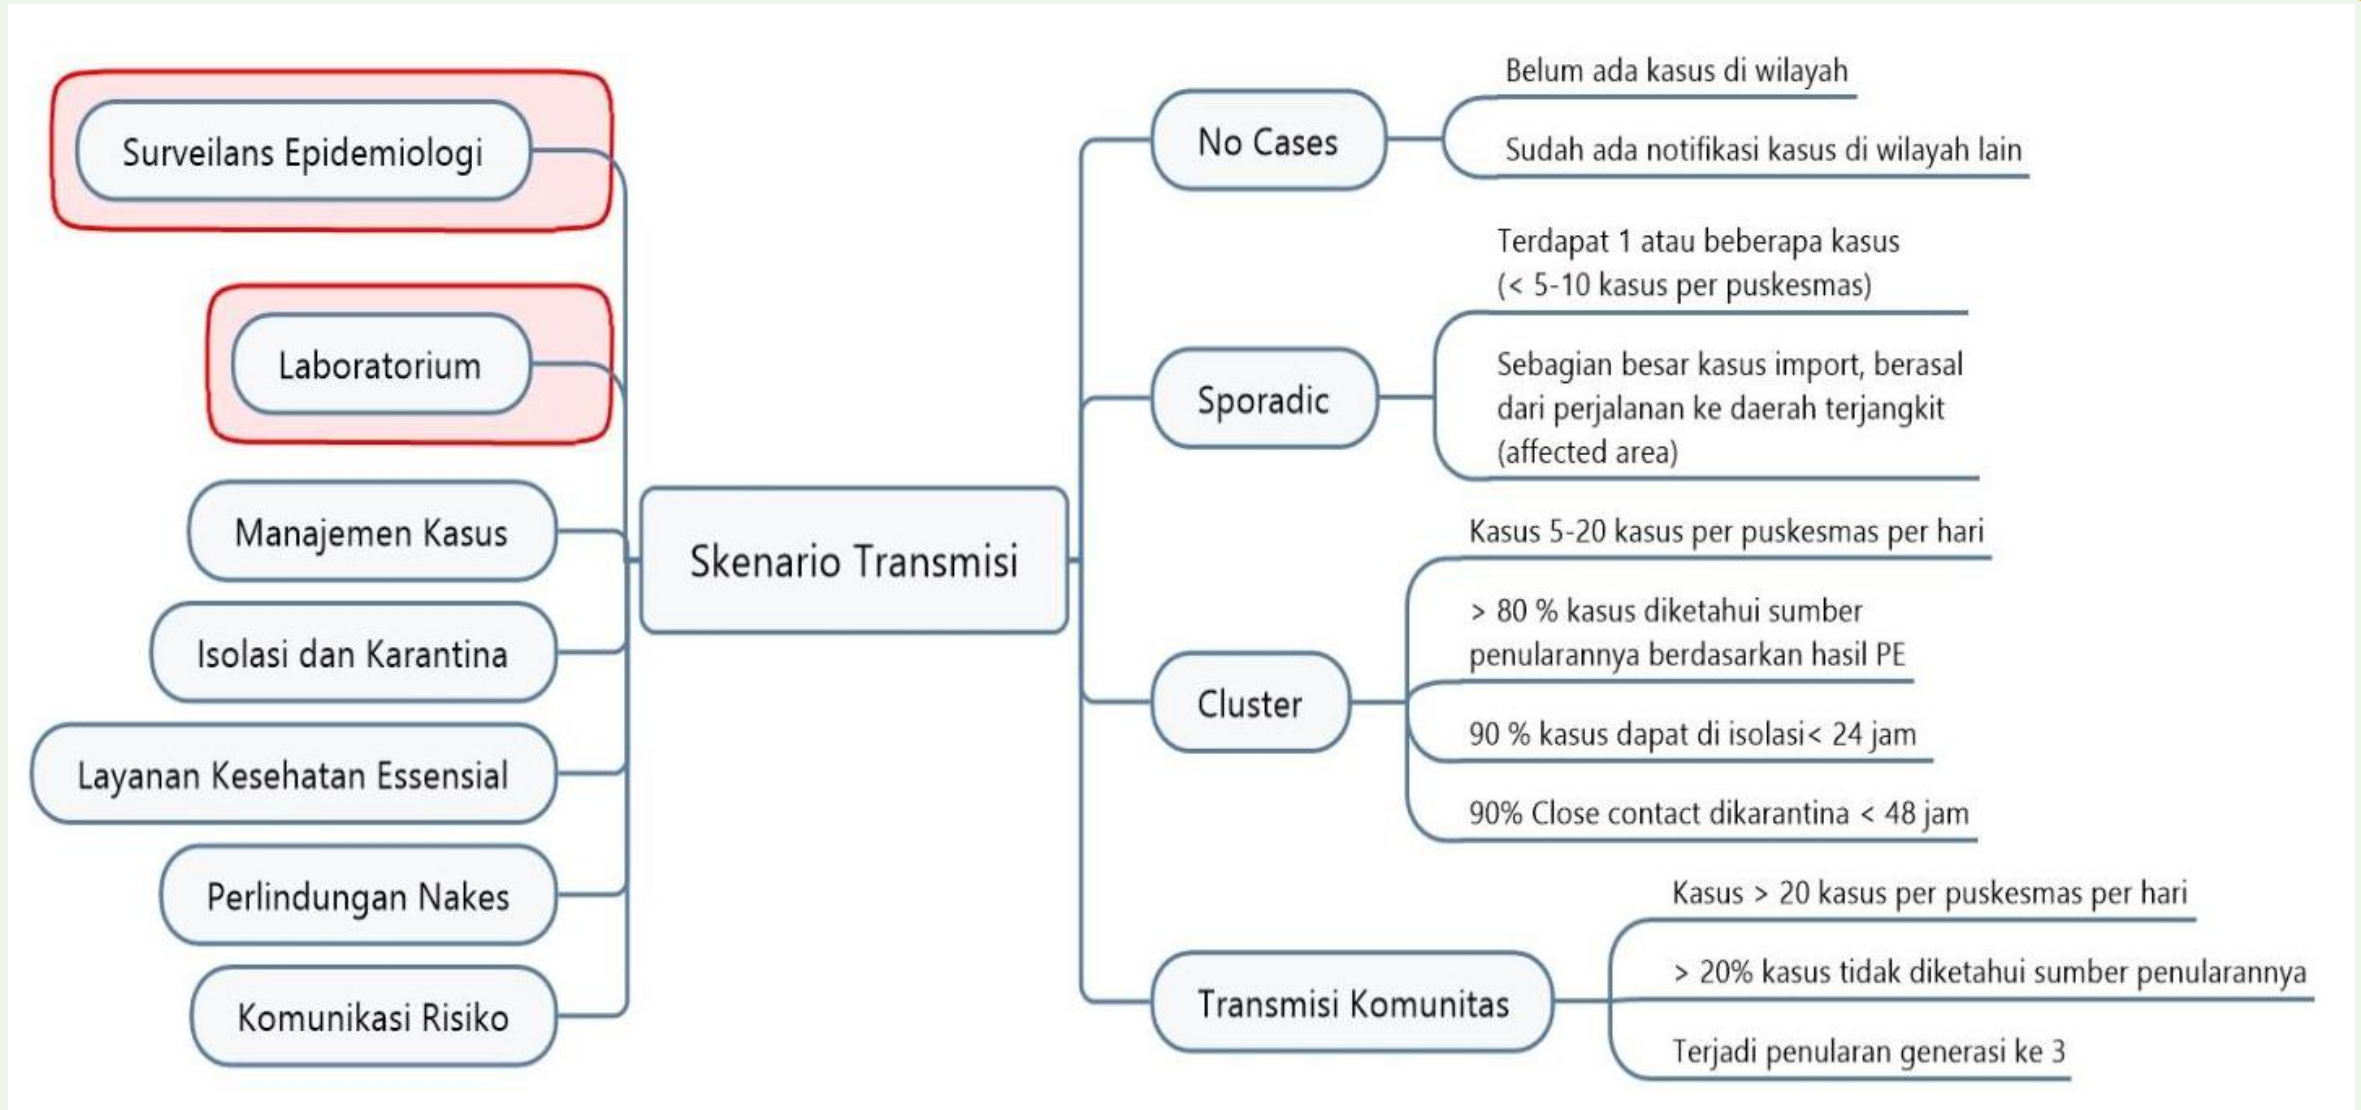 Surveilans Epidemiologi
Laboratorium
Manajemen Kasus
Isolasi dan Karantina
Layanan Kesehatan Essensial
Perlindungan Nakes
Komunikasi Risiko
Skenario Transmisi
No Cases
Belum ada kasus di wilayah
Sudah ada notifikasi kasus di wilayah lain
Sporadic
Terdapat 1 atau beberapa kasus
(< 5-10 kasus per puskesmas)
Sebagian besar kasus import, berasal
dari perjalanan ke daerah terjangkit
(affected area)
Cluster
Kasus 5-20 kasus per puskesmas per hari
> 80 % kasus diketahui sumber
penularannya berdasarkan hasil PE
90 % kasus dapat di isolasi< 24 jam
90% Close contact dikarantina < 48 jam
Transmisi Komunitas
Kasus > 20 kasus per puskesmas per hari
> 20% kasus tidak diketahui sumber penularannya
Terjadi penularan generasi ke 3